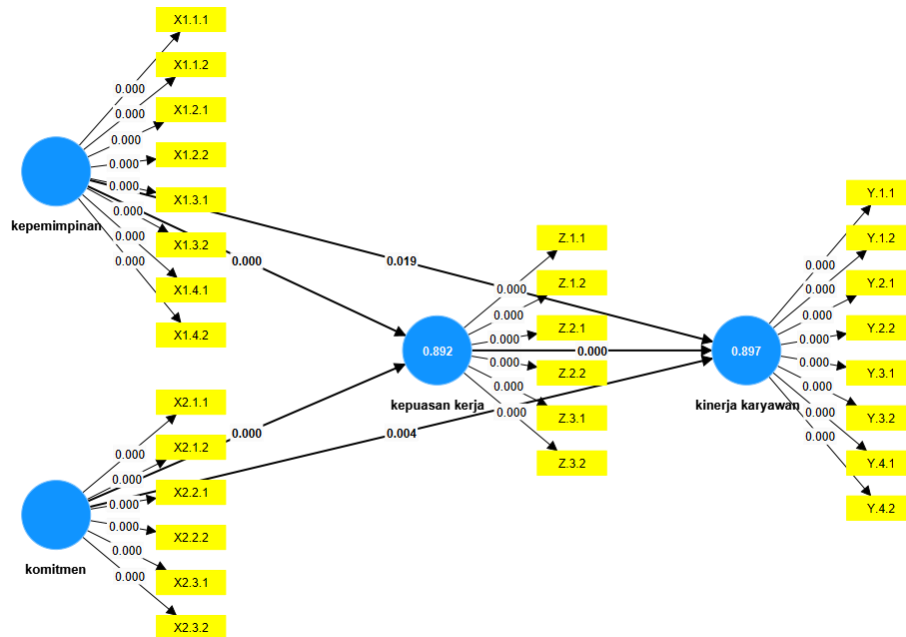 X1.1.1
X1.1.2
X1.2.1
X1.2.2
X1.3.1
X1.3.2
X1.4.1
X1.4.2
0.000
0.000
0.000
0.000
0.000
0.000
0.000
0.000
kepemimpinan
0.000
0.019
X2.1.1
X2.1.2
X2.2.1
X2.2.2
X2.3.1
X2.3.2
0.000
0.000
0.000
0.000
0.000
0.000
komitmen
0.000
0.004
Z.1.1
Z.1.2
Z.2.1
Z.2.2
Z.3.1
Z.3.2
0.000
0.000
0.000
0.000
0.000
0.000
0.892
kepuasan kerja
0.000
Y.1.1
Y.1.2
Y.2.1
Y.2.2
Y.3.1
Y.3.2
Y.4.1
Y.4.2
0.000
0.000
0.000
0.000
0.000
0.000
0.000
0.000
0.897
kinerja karyawan